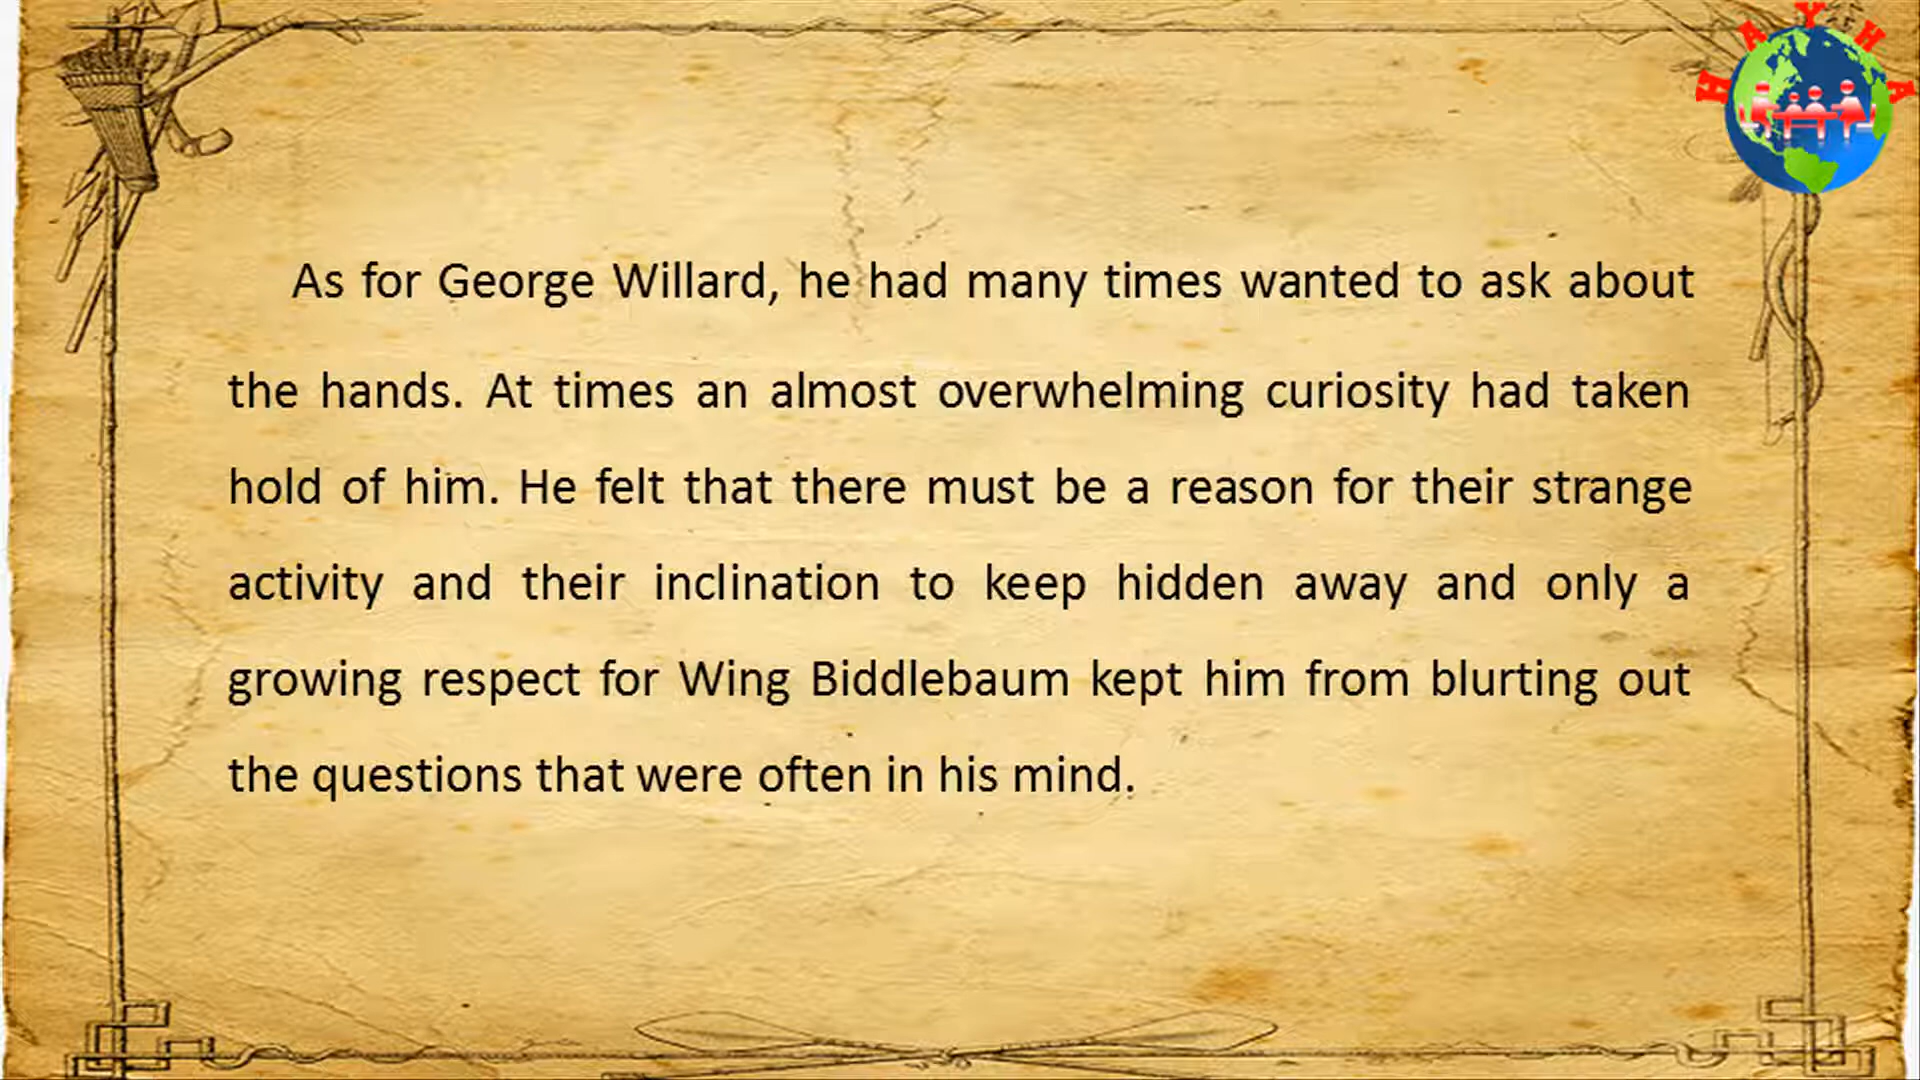 HAYHA
As for George Willard, he had many times wanted to ask about
the hands. At times an almost overwhelming curiosity had taken
hold of him. He felt that there must be a reason for their strange
activity and their inclination to keep hidden away and only a
growing respect for Wing Biddlebaum kept him from blurting out
the questions that were often in his mind.